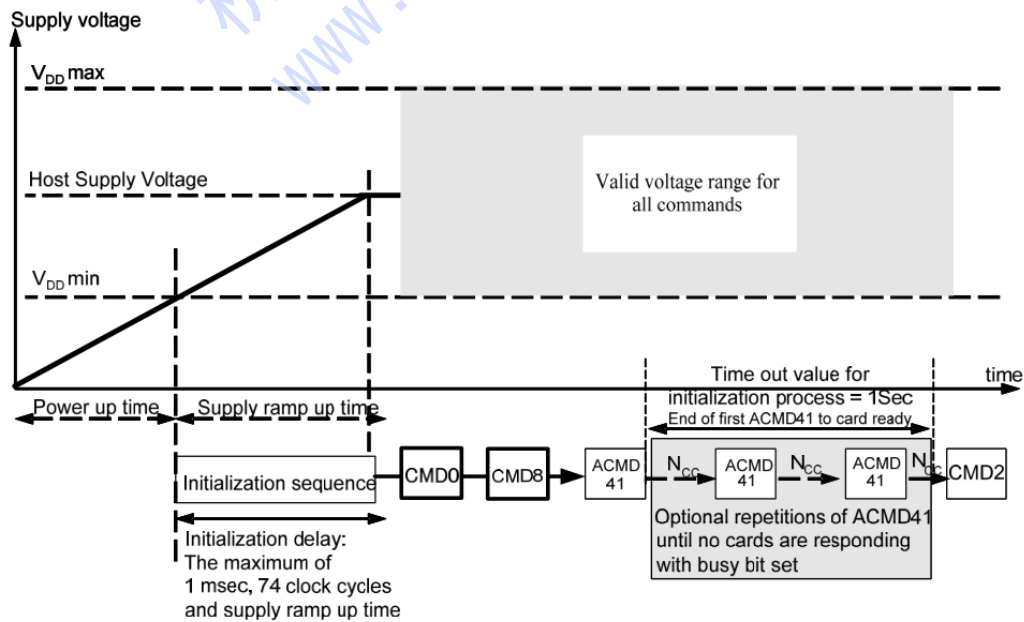 Supply voltage
www.
V_DD max
Host Supply Voltage
Valid voltage range for
all commands
V_DD min
time
Time out value for
initialization process = 1Sec
End of first ACMD41 to card ready
Power up time
Supply ramp up time
Initialization sequence
CMD0
CMD8
ACMD
41
N_CC
ACMD
41
N_CC
ACMD
41
N_CC
CMD2
Optional repetitions of ACMD41
until no cards are responding
with busy bit set
Initialization delay:
The maximum of
1 msec, 74 clock cycles
and supply ramp up time